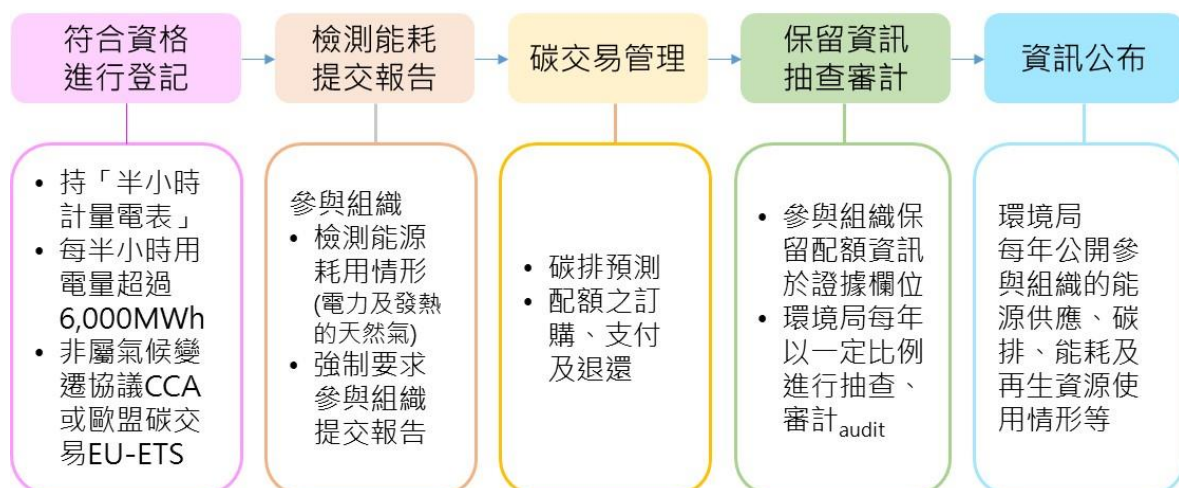 符合資格
進行登記
檢測能耗
提交報告
碳交易管理
保留資訊
抽查審計
資訊公布
• 持「半小時
計量電表」
• 每半小時用
電量超過
6,000MWh
• 非屬氣候變
遷協議CCA
或歐盟碳交
易EU-ETS
參與組織
• 檢測能源
耗用情形
(電力及發熱
的天然氣)
• 強制要求
參與組織
提交報告
• 碳排預測
• 配額之訂
購、支付
及退還
• 參與組織保
留配額資訊
於證據欄位
• 環境局每年
以一定比例
進行抽查、
審計audit
環境局
每年公開參
與組織的能
源供應、碳
排、能耗及
再生資源使
用情形等